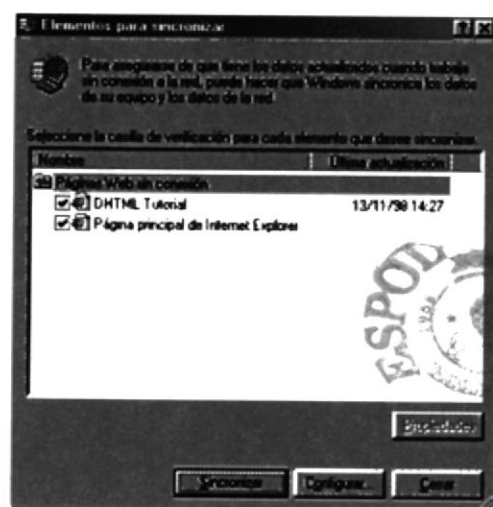 Elementos para sincronizar
Para asegurarse de que tiene los datos actualizados cuando trabaja
sin conexión a la red, puede hacer que Windows sincronice los datos
de su equipo y los datos de la red.
Seleccione la casilla de verificación para cada elemento que desee sincronizar.
Nombre Última actualización
Páginas Web sin conexión
DHTML Tutorial 13/11/98 14:27
Página principal de Internet Explorer
ESPOL
Propiedades
Sincronizar Configurar... Cerrar